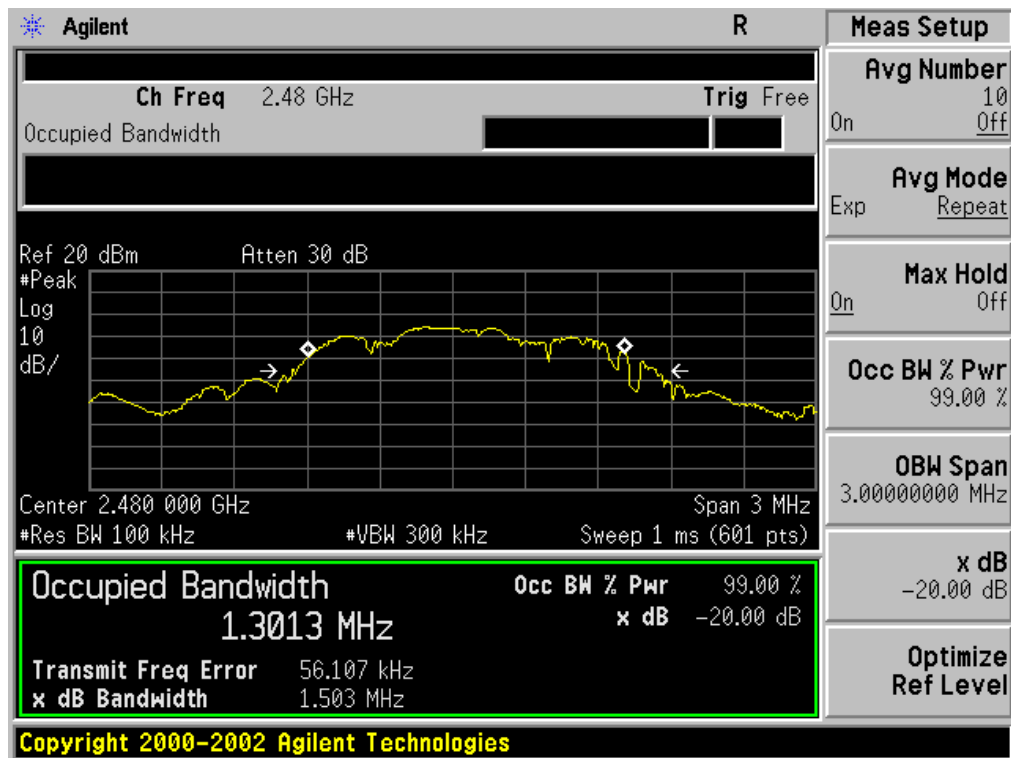 Agilent R Meas Setup
Ch Freq 2.48 GHz Trig Free
Occupied Bandwidth
Ref 20 dBm Atten 30 dB
#Peak
Log
10
dB/
Center 2.480 000 GHz Span 3 MHz
#Res BW 100 kHz #VBW 300 kHz Sweep 1 ms (601 pts)
Occupied Bandwidth Occ BW % Pwr 99.00 %
1.3013 MHz x dB -20.00 dB
Transmit Freq Error 56.107 kHz
x dB Bandwidth 1.503 MHz
Copyright 2000-2002 Agilent Technologies
Avg Number
10
On Off
Avg Mode
Exp Repeat
Max Hold
On Off
Occ BW % Pwr
99.00 %
OBW Span
3.00000000 MHz
x dB
-20.00 dB
Optimize
Ref Level